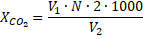 X_{CO_2} = \frac{V_1 \cdot N \cdot 2 \cdot 1000}{V_2}